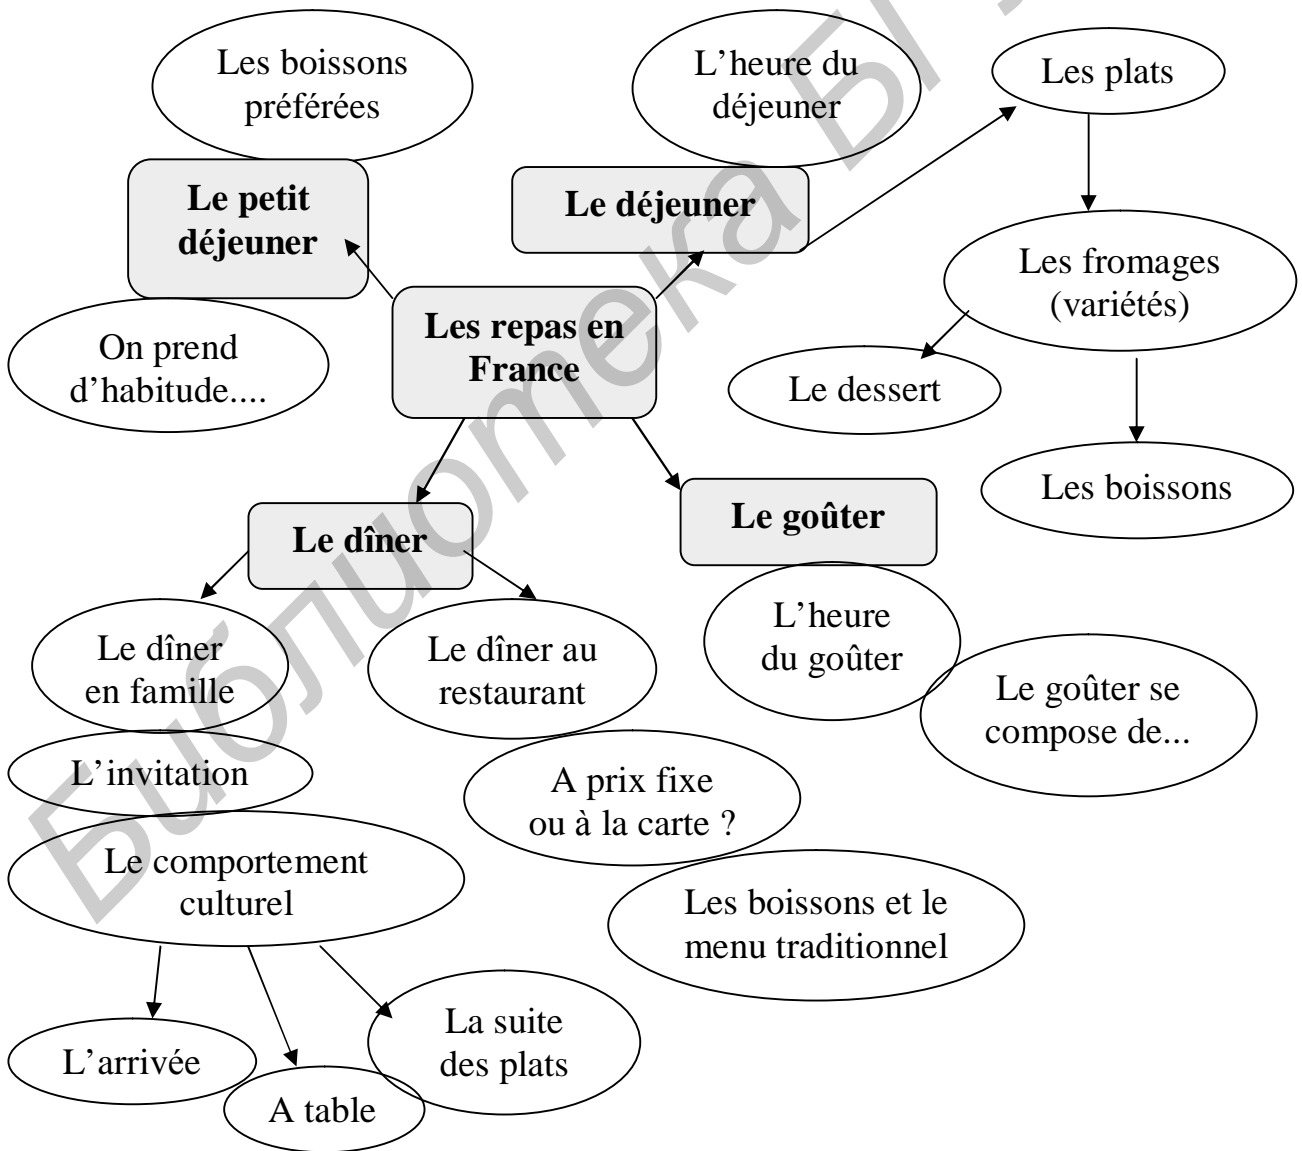 Les boissons
préférées
L'heure du
déjeuner
Les plats
Le petit
déjeuner
Le déjeuner
Les fromages
(variétés)
On prend
d'habitude....
Les repas en
France
Le dessert
Les boissons
Le dîner
Le goûter
Le dîner
en famille
Le dîner au
restaurant
L'heure
du goûter
Le goûter se
compose de...
L'invitation
A prix fixe
ou à la carte ?
Le comportement
culturel
Les boissons et le
menu traditionnel
L'arrivée
A table
La suite
des plats
Библиотека